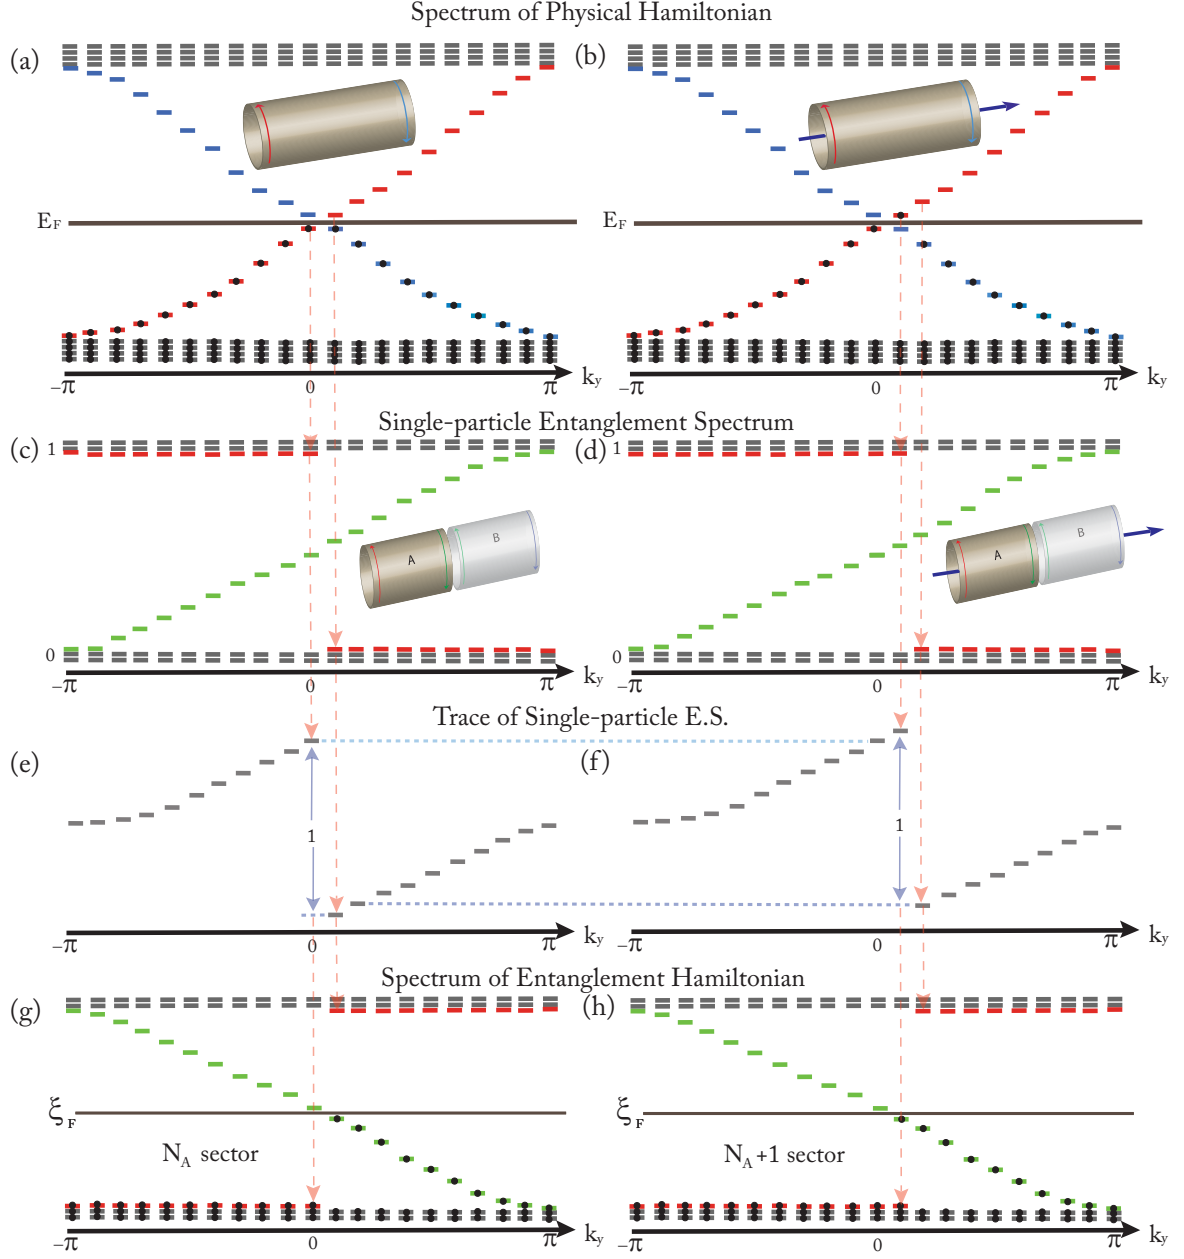 Spectrum of Physical Hamiltonian
(a)
(b)
E_F
E_F
−π 0 π k_y
−π 0 π k_y
Single-particle Entanglement Spectrum
(c) 1
(d) 1
A B
A B
0
0
−π 0 π k_y
−π 0 π k_y
Trace of Single-particle E.S.
(e)
(f)
1
1
−π 0 π k_y
−π 0 π k_y
Spectrum of Entanglement Hamiltonian
(g)
(h)
ξ_F
ξ_F
N_A sector
N_A+1 sector
−π 0 π k_y
−π 0 π k_y